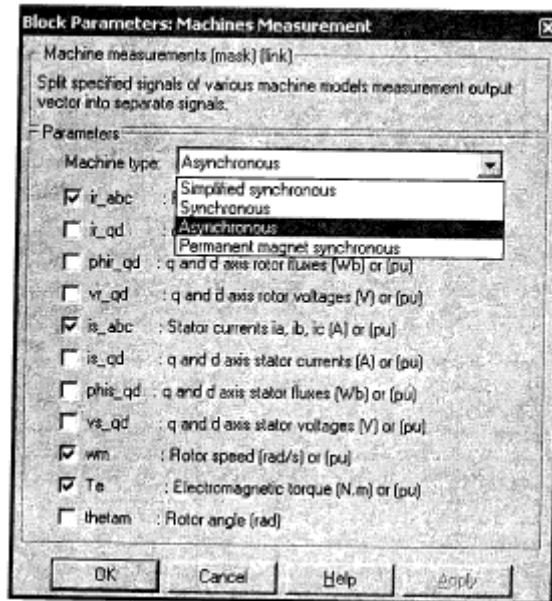 Block Parameters: Machines Measurement
Machine measurements (mask) (link)
Split specified signals of various machine models measurement output
vector into separate signals.
Parameters
Machine type: Asynchronous
Simplified synchronous
Synchronous
Asynchronous
Permanent magnet synchronous
ir_abc :
ir_qd
phir_qd : q and d axis rotor fluxes (Wb) or (pu)
vr_qd : q and d axis rotor voltages (V) or (pu)
is_abc : Stator currents ia, ib, ic (A) or (pu)
is_qd : q and d axis stator currents (A) or (pu)
phis_qd : q and d axis stator fluxes (Wb) or (pu)
vs_qd : q and d axis stator voltages (V) or (pu)
wm : Rotor speed (rad/s) or (pu)
Te : Electromagnetic torque (N.m) or (pu)
thetam : Rotor angle (rad)
OK Cancel Help Apply